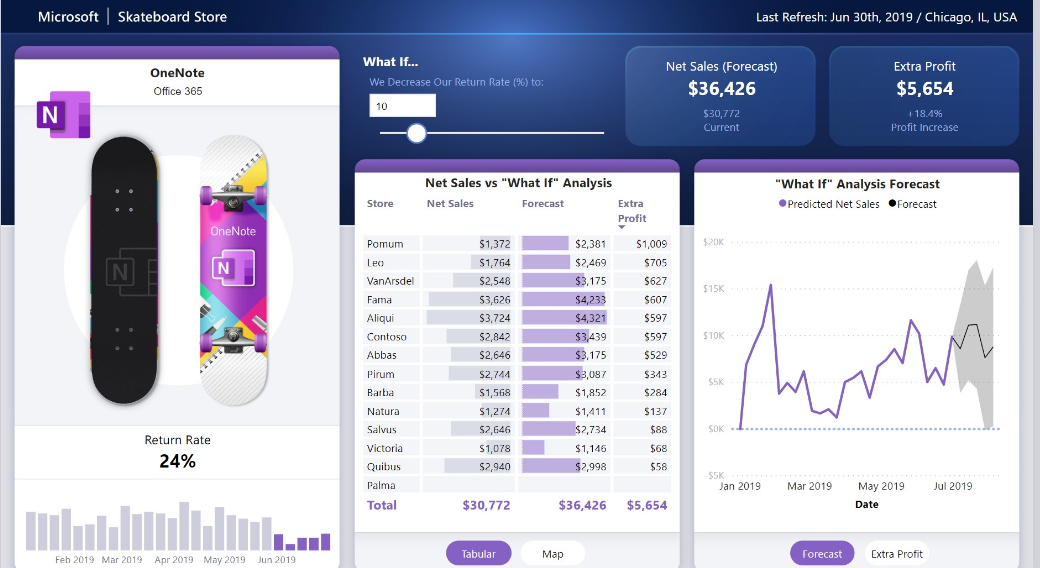 Microsoft | Skateboard Store
Last Refresh: Jun 30th, 2019 / Chicago, IL, USA
OneNote
Office 365
N
N
OneNote
N
Return Rate
24%
Feb 2019 Mar 2019 Apr 2019 May 2019 Jun 2019
What If...
We Decrease Our Return Rate (%) to:
10
Net Sales (Forecast)
$36,426
$30,772
Current
Extra Profit
$5,654
+18.4%
Profit Increase
Net Sales vs "What If" Analysis
Store Net Sales Forecast Extra Profit
Pomum $1,372 $2,381 $1,009
Leo $1,764 $2,469 $705
VanArsdel $2,548 $3,175 $627
Fama $3,626 $4,233 $607
Aliqui $3,724 $4,321 $597
Contoso $2,842 $3,439 $597
Abbas $2,646 $3,175 $529
Pirum $2,744 $3,087 $343
Barba $1,568 $1,852 $284
Natura $1,274 $1,411 $137
Salvus $2,646 $2,734 $88
Victoria $1,078 $1,146 $68
Quibus $2,940 $2,998 $58
Palma
Total $30,772 $36,426 $5,654
Tabular Map
"What If" Analysis Forecast
Predicted Net Sales Forecast
$20K
$15K
$10K
$5K
$0K
$5K
Jan 2019 Mar 2019 May 2019 Jul 2019
Date
Forecast Extra Profit